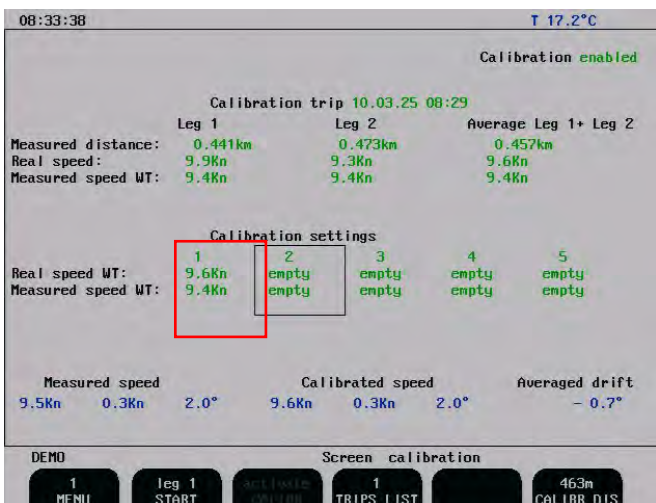 08:33:38 T 17.2°C
Calibration enabled
Calibration trip 10.03.25 08:29
Leg 1 Leg 2 Average Leg 1+ Leg 2
Measured distance: 0.441km 0.473km 0.457km
Real speed: 9.9Kn 9.3Kn 9.6Kn
Measured speed WT: 9.4Kn 9.4Kn 9.4Kn
Calibration settings
1 2 3 4 5
Real speed WT: 9.6Kn empty empty empty empty
Measured speed WT: 9.4Kn empty empty empty empty
Measured speed Calibrated speed Averaged drift
9.5Kn 0.3Kn 2.0° 9.6Kn 0.3Kn 2.0° - 0.7°
DEMO Screen calibration
1 leg 1 activate 1 463m
MENU START TRIPS LIST CALIBR DIS